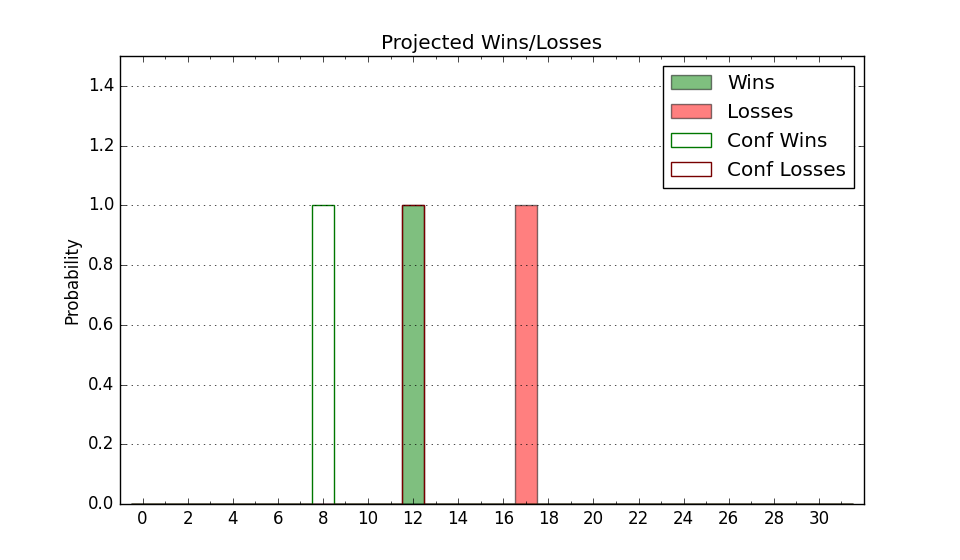 Projected Wins/Losses
Wins
Losses
Conf Wins
Conf Losses
Probability
1.4
1.2
1.0
0.8
0.6
0.4
0.2
0.0
0 2 4 6 8 10 12 14 16 18 20 22 24 26 28 30